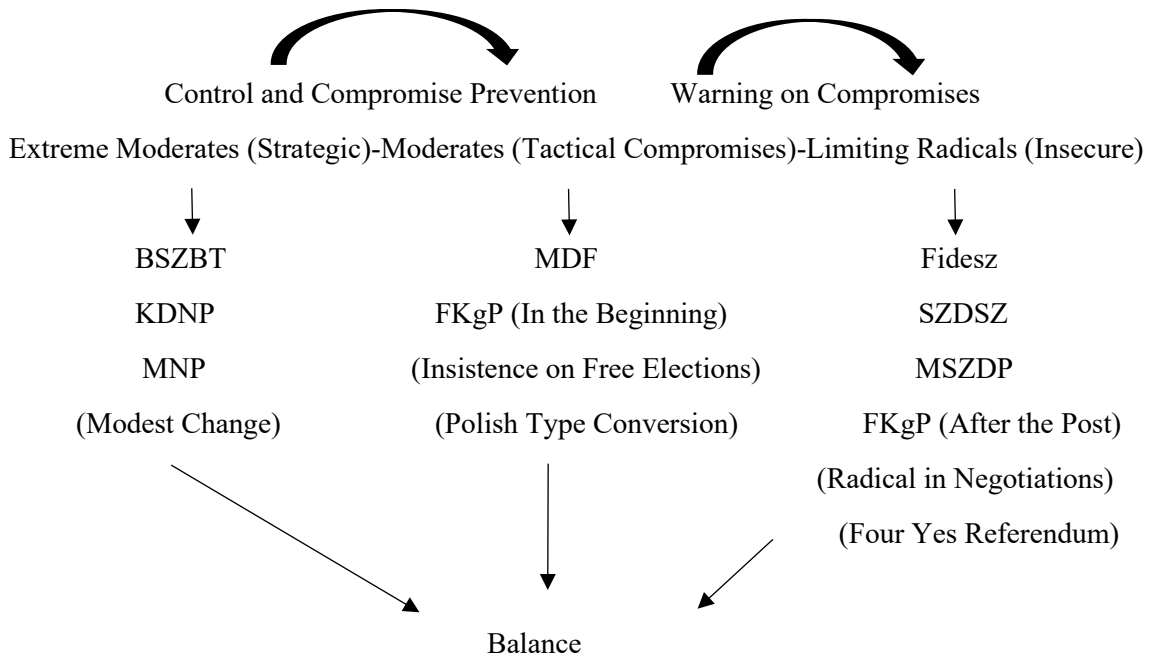 Control and Compromise Prevention Warning on Compromises
Extreme Moderates (Strategic)-Moderates (Tactical Compromises)-Limiting Radicals (Insecure)
BSZBT MDF Fidesz
KDNP FKgP (In the Beginning) SZDSZ
MNP (Insistence on Free Elections) MSZDP
(Modest Change) (Polish Type Conversion) FKgP (After the Post)
(Radical in Negotiations)
(Four Yes Referendum)
Balance